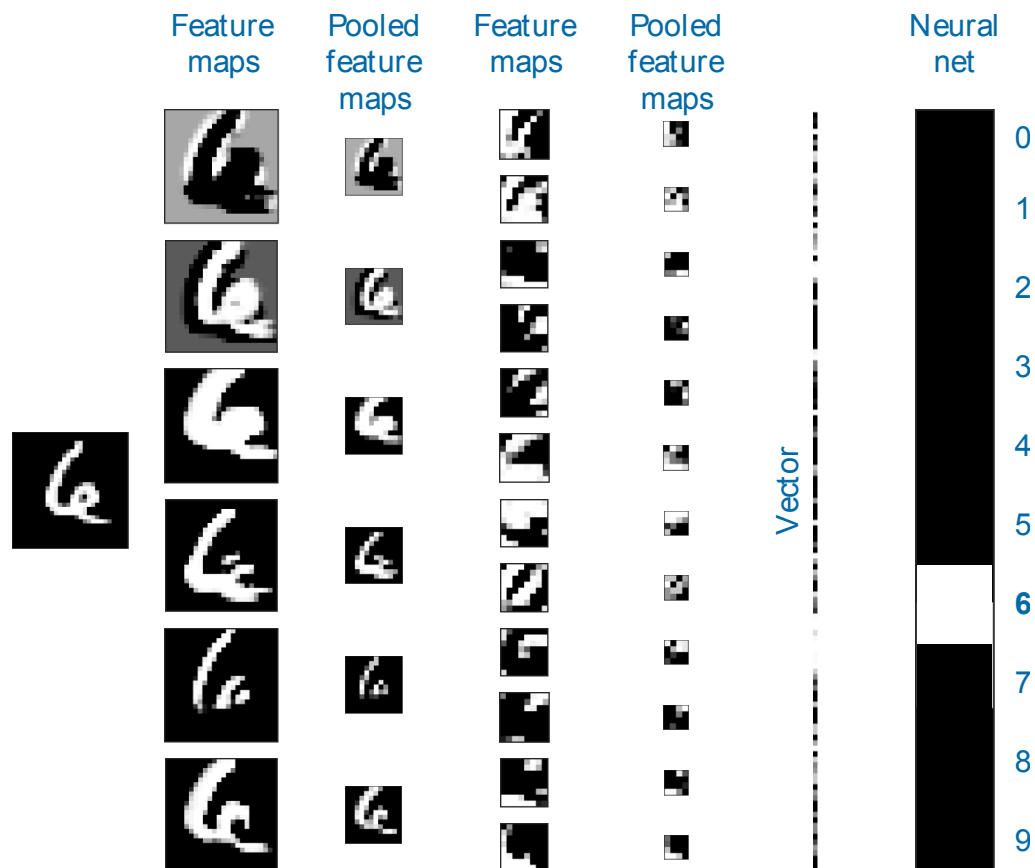 Feature
maps
Pooled
feature
maps
Feature
maps
Pooled
feature
maps
Neural
net
Vector
0
1
2
3
4
5
6
7
8
9